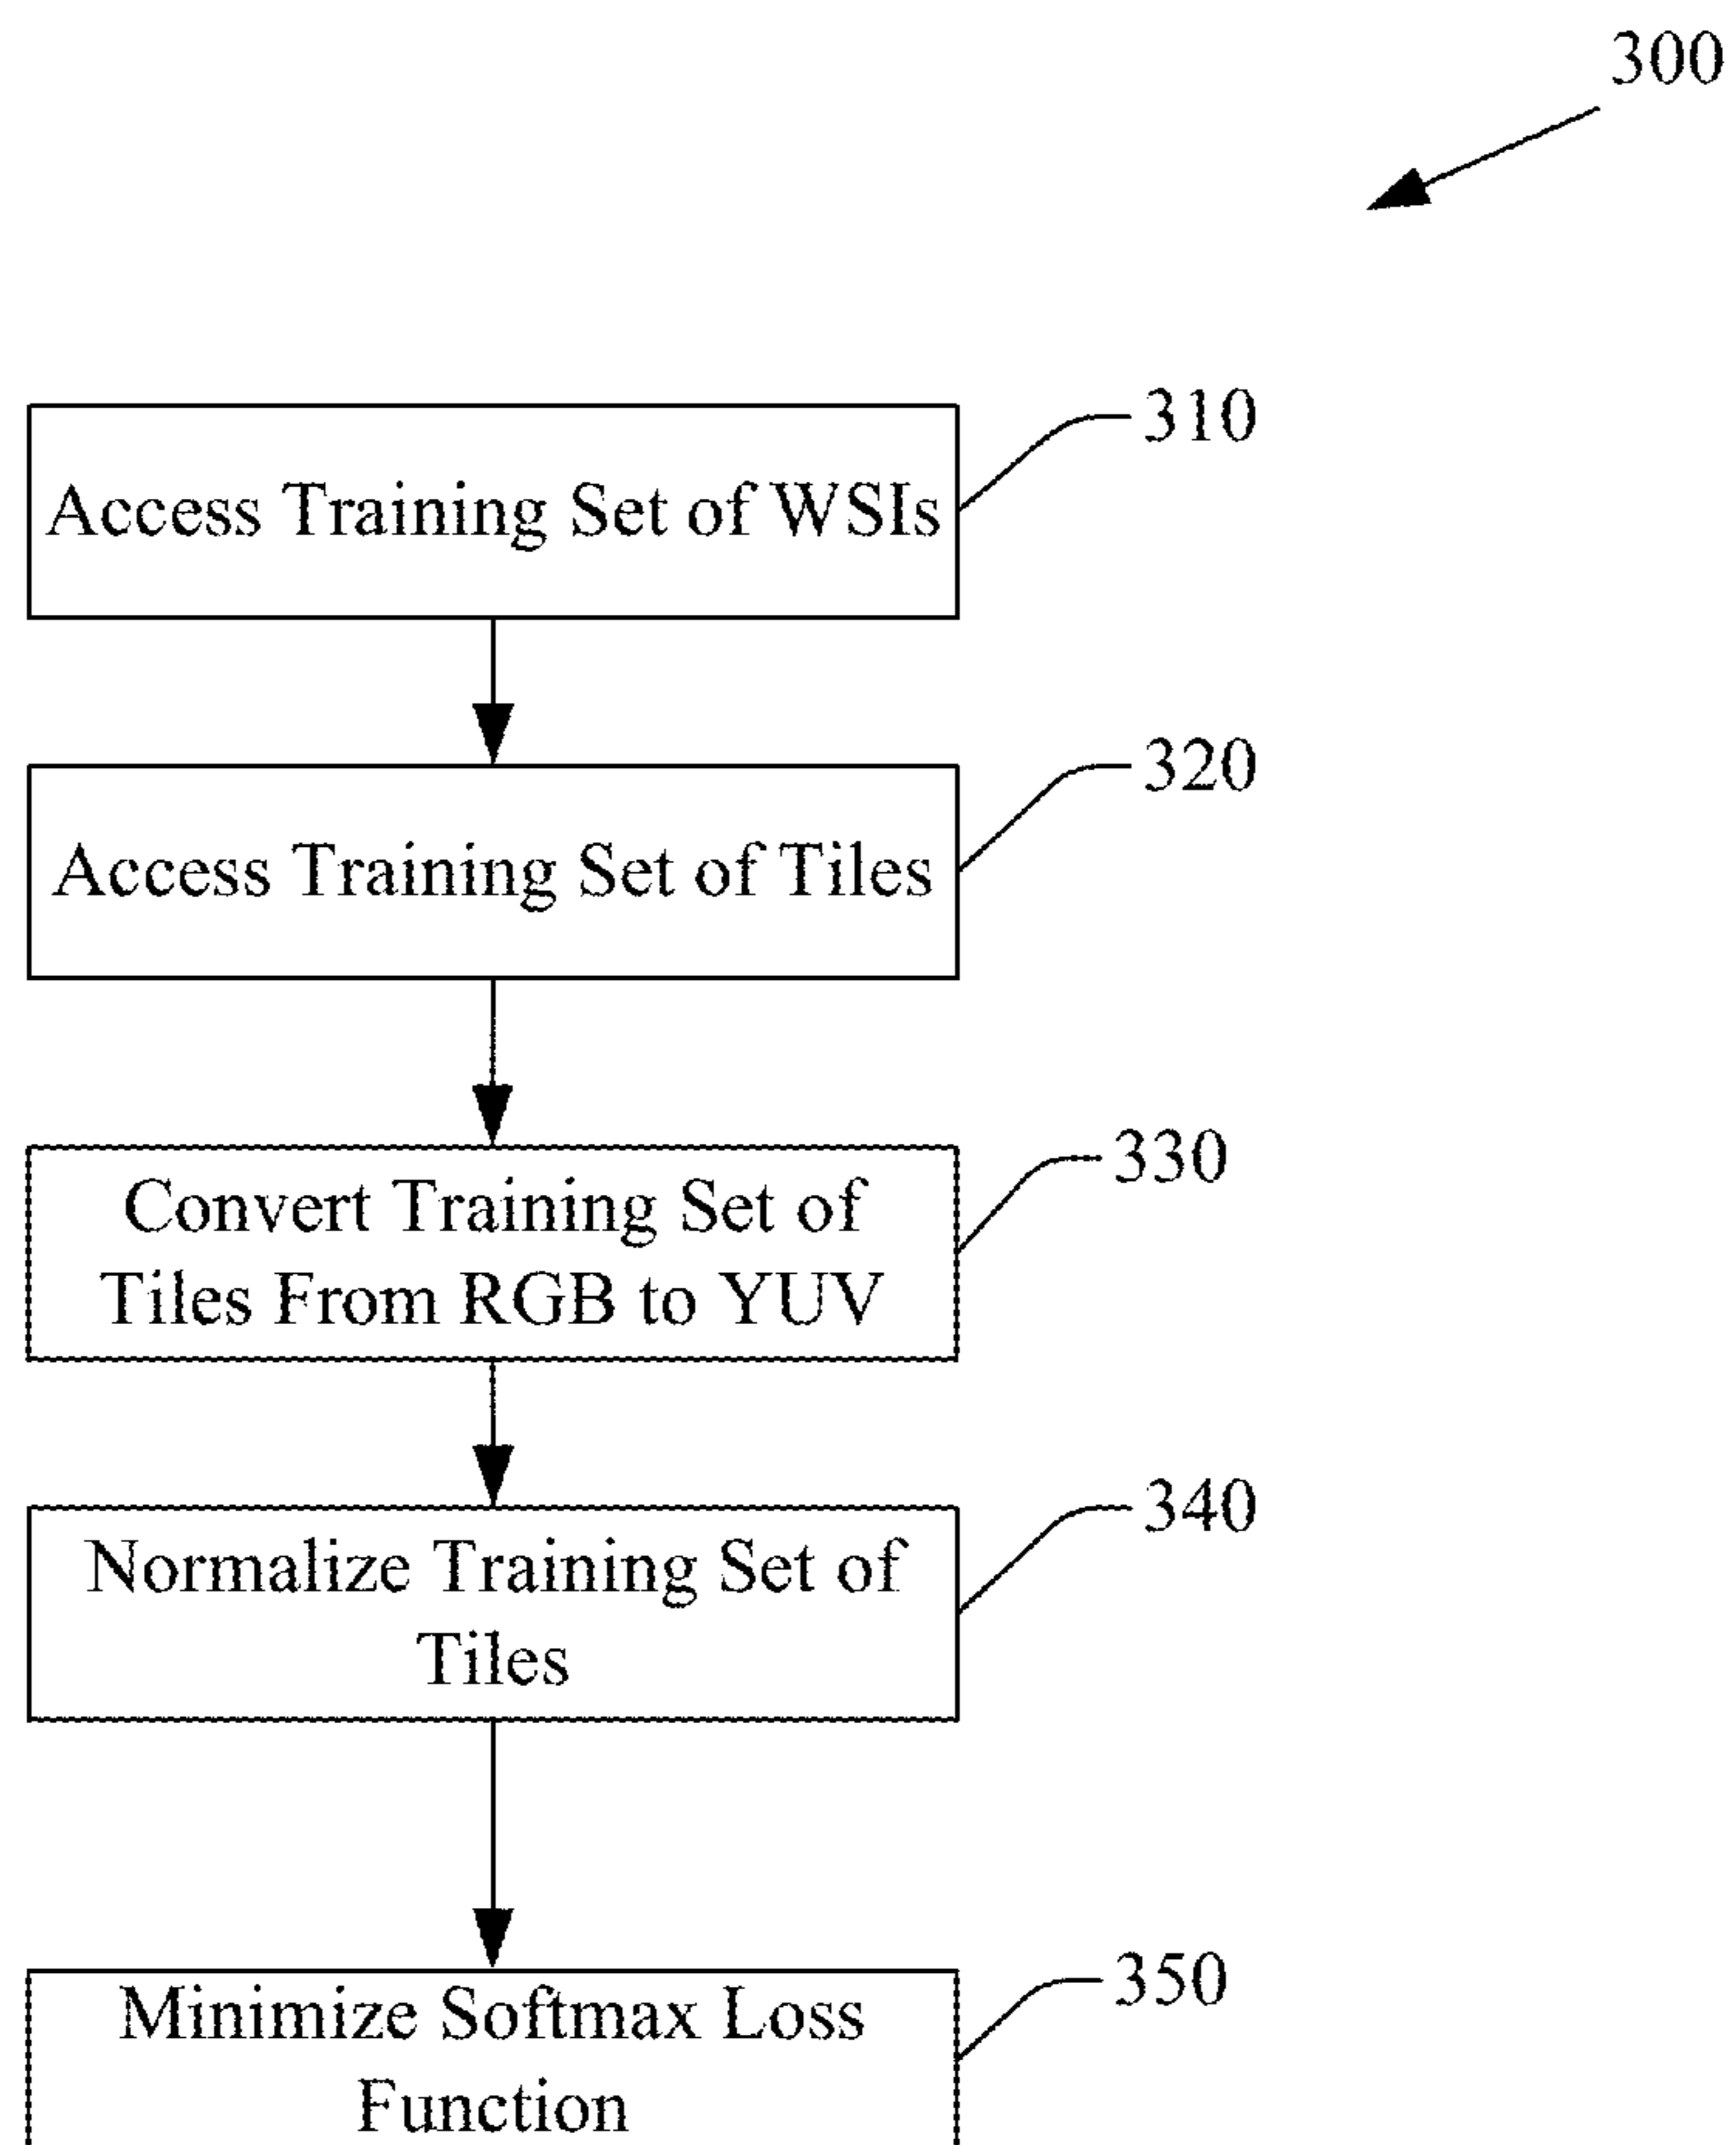 300
310
Access Training Set of WSIs
320
Access Training Set of Tiles
330
Convert Training Set of
Tiles From RGB to YUV
340
Normalize Training Set of
Tiles
350
Minimize Softmax Loss
Function